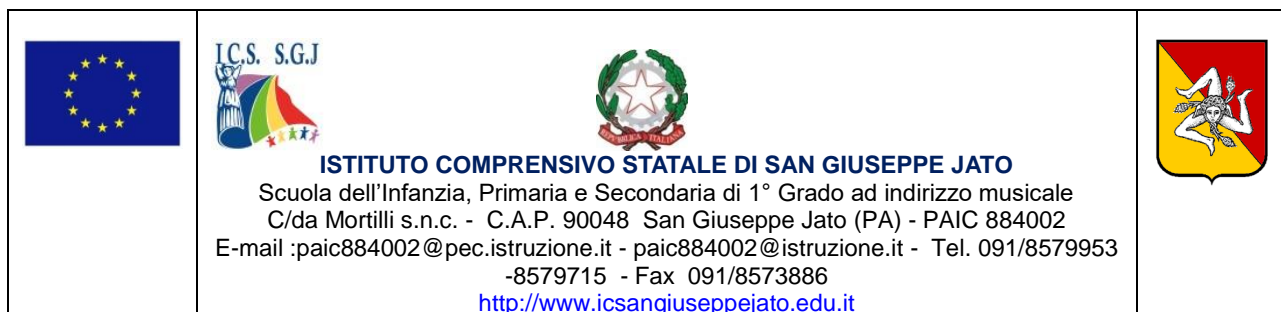 I.C.S. S.G.J
REPVBBLICA ITALIANA
ISTITUTO COMPRENSIVO STATALE DI SAN GIUSEPPE JATO
Scuola dell'Infanzia, Primaria e Secondaria di 1° Grado ad indirizzo musicale
C/da Mortilli s.n.c. - C.A.P. 90048 San Giuseppe Jato (PA) - PAIC 884002
E-mail :paic884002@pec.istruzione.it - paic884002@istruzione.it - Tel. 091/8579953
-8579715 - Fax 091/8573886
http://www.icsangiuseppejato.edu.it